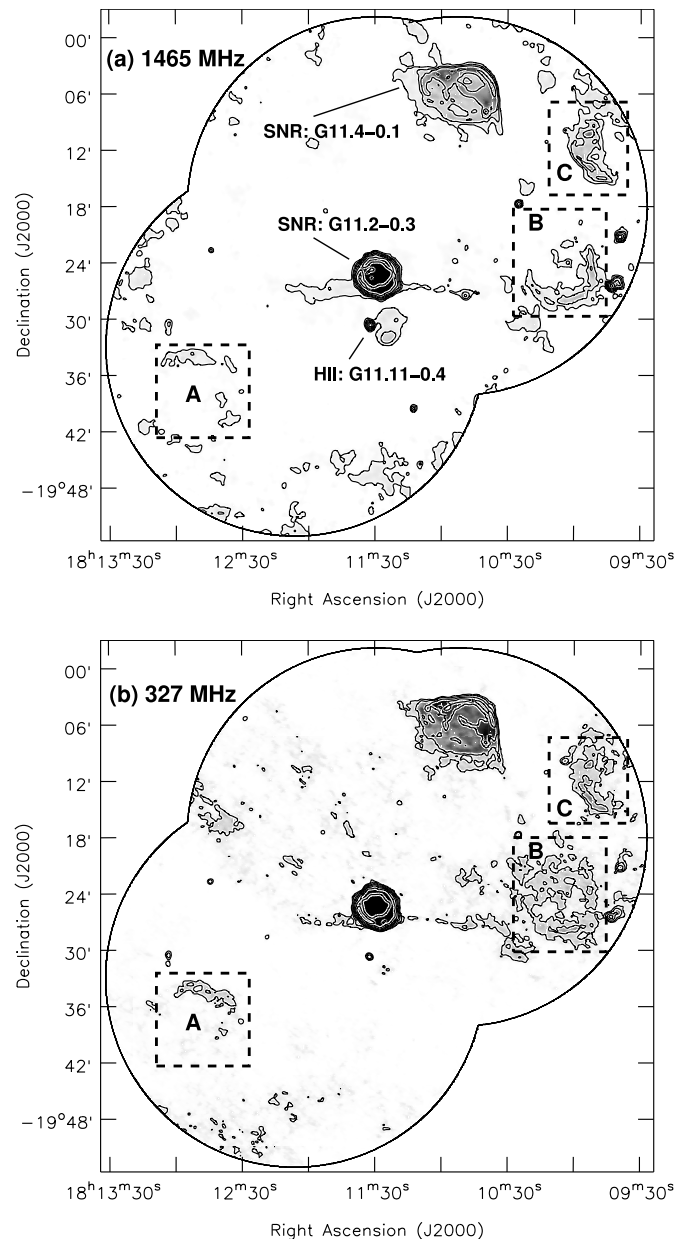 (a) 1465 MHz
00'
06'
SNR: G11.4−0.1
12'
C
18'
B
SNR: G11.2−0.3
24'
30'
HII: G11.11−0.4
36'
A
42'
−19°48'
Declination (J2000)
18ʰ13ᵐ30ˢ 12ᵐ30ˢ 11ᵐ30ˢ 10ᵐ30ˢ 09ᵐ30ˢ
Right Ascension (J2000)
00'
(b) 327 MHz
06'
12'
C
18'
B
24'
30'
36'
A
42'
−19°48'
Declination (J2000)
18ʰ13ᵐ30ˢ 12ᵐ30ˢ 11ᵐ30ˢ 10ᵐ30ˢ 09ᵐ30ˢ
Right Ascension (J2000)